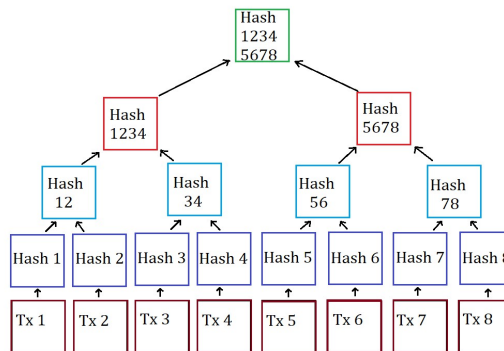 Hash
1234
5678
Hash
1234
Hash
5678
Hash
12
Hash
34
Hash
56
Hash
78
Hash 1
Hash 2
Hash 3
Hash 4
Hash 5
Hash 6
Hash 7
Hash 8
Tx 1
Tx 2
Tx 3
Tx 4
Tx 5
Tx 6
Tx 7
Tx 8